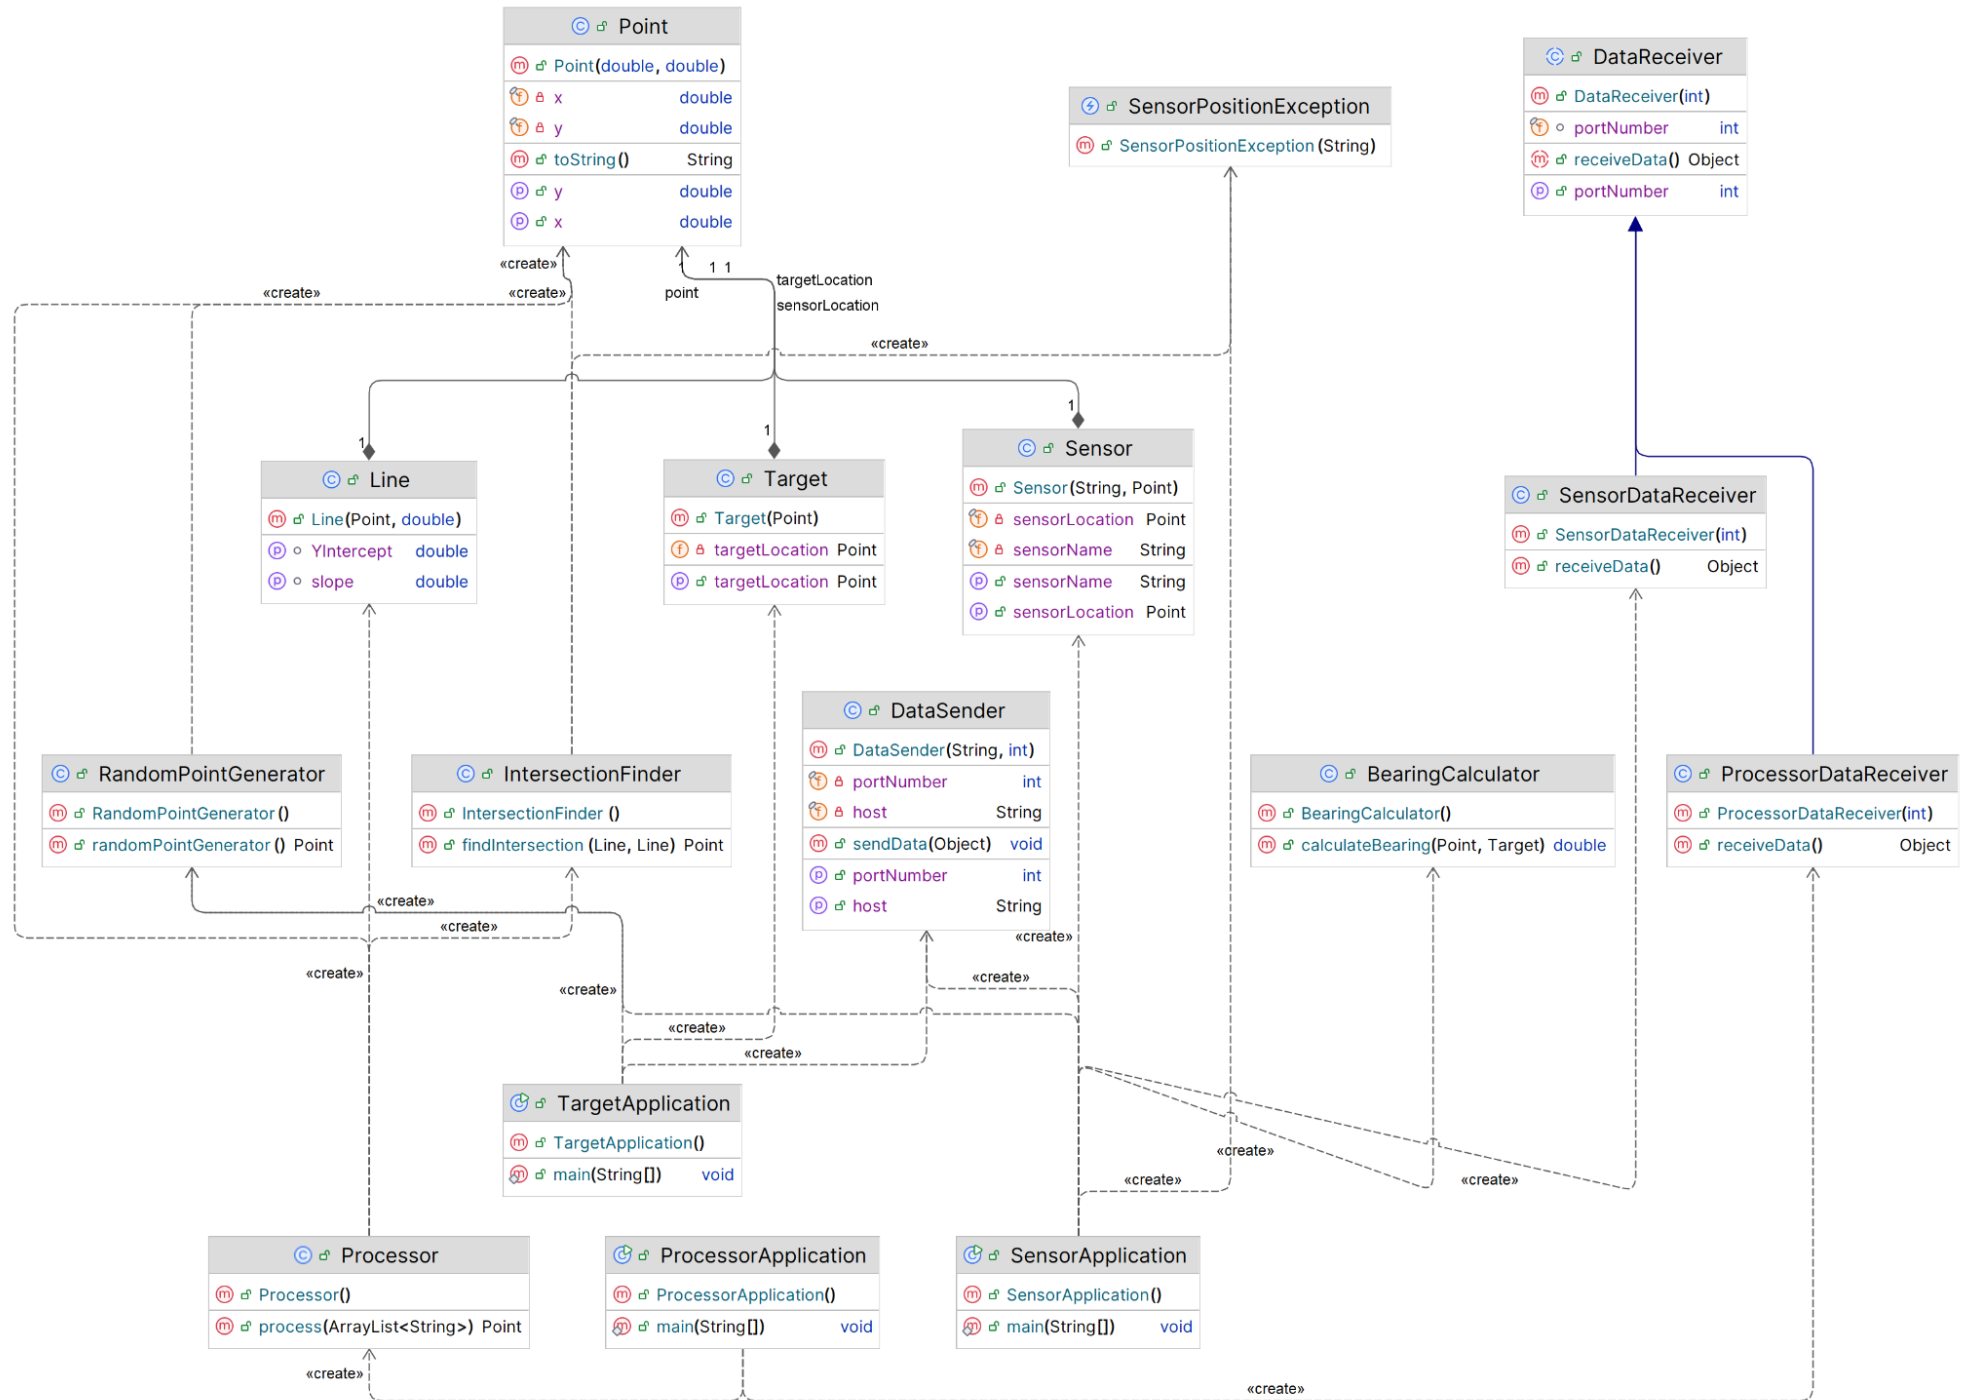 Point
Point(double, double)
x double
y double
toString() String
y double
x double
DataReceiver
DataReceiver(int)
portNumber int
receiveData() Object
portNumber int
SensorPositionException
SensorPositionException(String)
«create»
«create»
«create»
1
1 1
point
targetLocation
sensorLocation
«create»
1
1
1
Line
Line(Point, double)
YIntercept double
slope double
Target
Target(Point)
targetLocation Point
targetLocation Point
Sensor
Sensor(String, Point)
sensorLocation Point
sensorName String
sensorName String
sensorLocation Point
SensorDataReceiver
SensorDataReceiver(int)
receiveData() Object
DataSender
DataSender(String, int)
portNumber int
host String
sendData(Object) void
portNumber int
host String
RandomPointGenerator
RandomPointGenerator()
randomPointGenerator() Point
IntersectionFinder
IntersectionFinder()
findIntersection(Line, Line) Point
BearingCalculator
BearingCalculator()
calculateBearing(Point, Target) double
ProcessorDataReceiver
ProcessorDataReceiver(int)
receiveData() Object
«create»
«create»
«create»
«create»
«create»
«create»
«create»
«create»
TargetApplication
TargetApplication()
main(String[]) void
«create»
«create»
«create»
Processor
Processor()
process(ArrayList<String>) Point
ProcessorApplication
ProcessorApplication()
main(String[]) void
SensorApplication
SensorApplication()
main(String[]) void
«create»
«create»